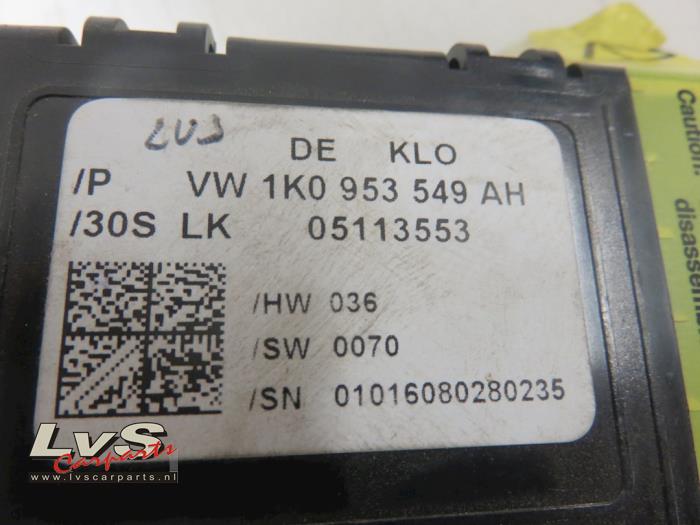 LVS
DE KLO
/P VW 1K0 953 549 AH
/30S LK 05113553
/HW 036
/SW 0070
/SN 01016080280235
Caution:
LvS
Carparts
www.lvscarparts.nl